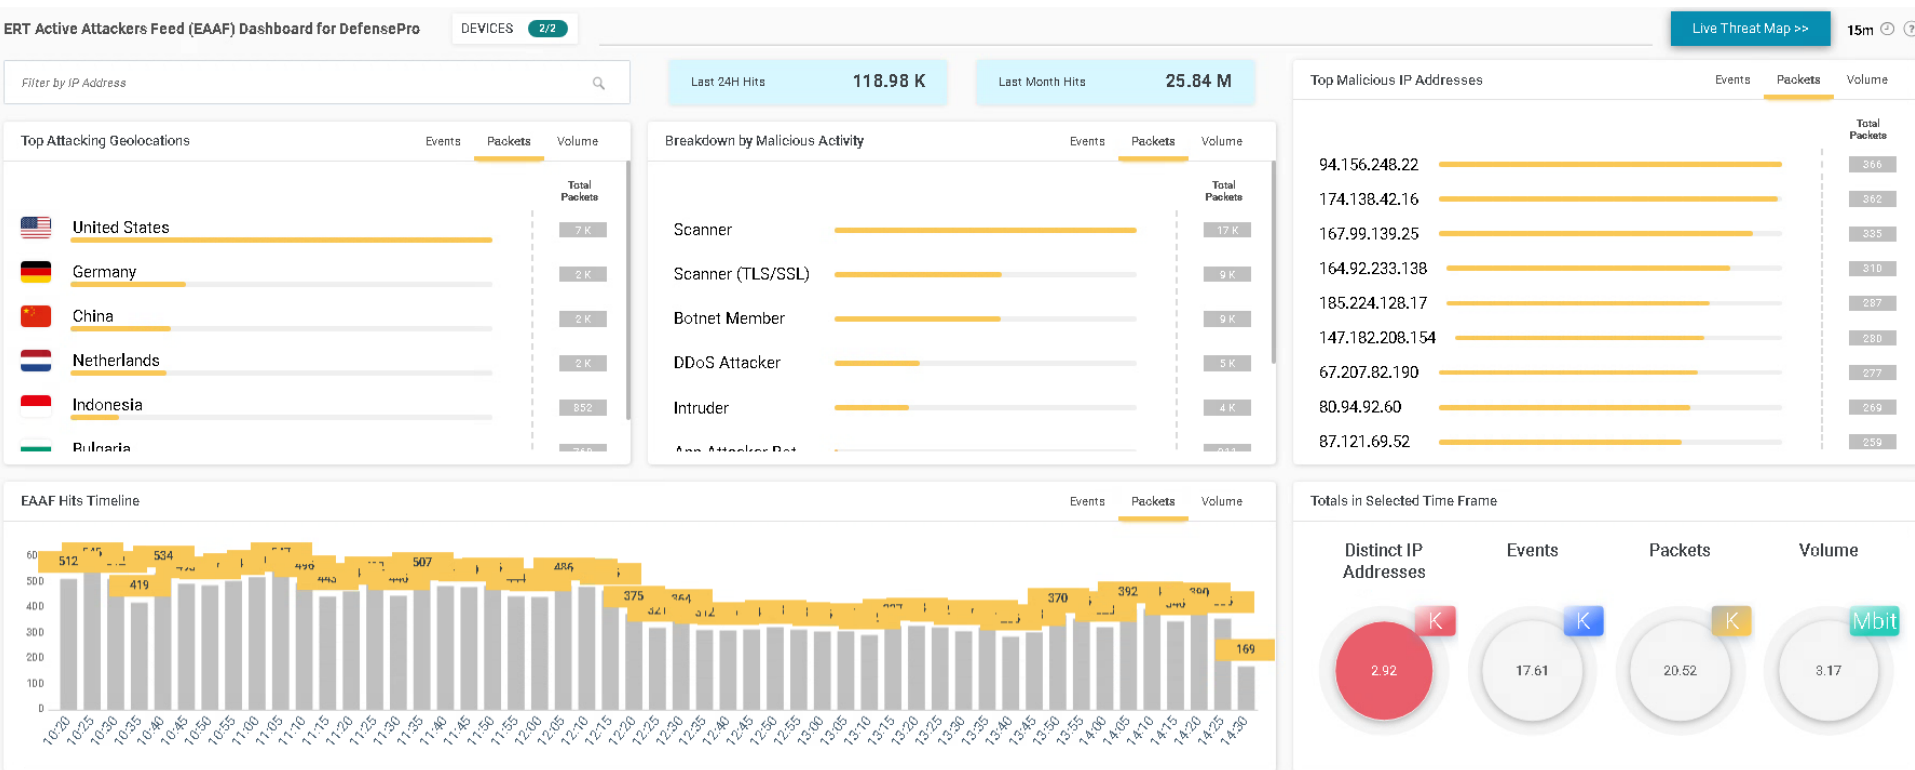 ERT Active Attackers Feed (EAAF) Dashboard for DefensePro
DEVICES 2/2
Live Threat Map >>
15m
Filter by IP Address
Last 24H Hits 118.98 K
Last Month Hits 25.84 M
Top Malicious IP Addresses
Events Packets Volume
Total
Packets
94.156.248.22 366
174.138.42.16 362
167.99.139.25 335
164.92.233.138 310
185.224.128.17 287
147.182.208.154 280
67.207.82.190 277
80.94.92.60 269
87.121.69.52 259
Top Attacking Geolocations
Events Packets Volume
Total
Packets
United States 7 K
Germany 2 K
China 2 K
Netherlands 2 K
Indonesia 852
Bulgaria
Breakdown by Malicious Activity
Events Packets Volume
Total
Packets
Scanner 17 K
Scanner (TLS/SSL) 9 K
Botnet Member 9 K
DDoS Attacker 5 K
Intruder 4 K
App Attacker Bot
EAAF Hits Timeline
Events Packets Volume
512 534 419 496 443 507 486 375 321 364 312 370 392 390 169
500
400
300
200
100
0
10:20 10:25 10:30 10:35 10:40 10:45 10:50 10:55 11:00 11:05 11:10 11:15 11:20 11:25 11:30 11:35 11:40 11:45 11:50 11:55 12:00 12:05 12:10 12:15 12:20 12:25 12:30 12:35 12:40 12:45 12:50 12:55 13:00 13:05 13:10 13:15 13:20 13:25 13:30 13:35 13:40 13:45 13:50 13:55 14:00 14:05 14:10 14:15 14:20 14:25 14:30
Totals in Selected Time Frame
Distinct IP
Addresses
Events
Packets
Volume
K
K
K
Mbit
2.92
17.61
20.52
3.17